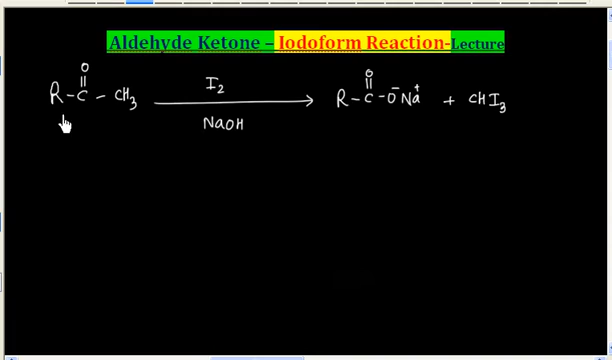 Aldehyde Ketone – Iodoform Reaction-Lecture
O O
R – C – CH3 I2 R – C – O⁻ Na⁺ + CHI3
NaOH